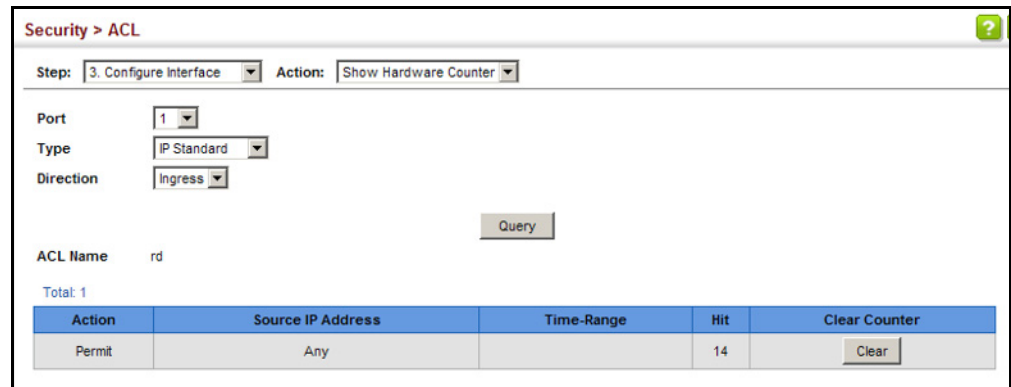 Security > ACL
?
Step: 3. Configure Interface Action: Show Hardware Counter
Port 1
Type IP Standard
Direction Ingress
Query
ACL Name rd
Total: 1
Action Source IP Address Time-Range Hit Clear Counter
Permit Any 14 Clear